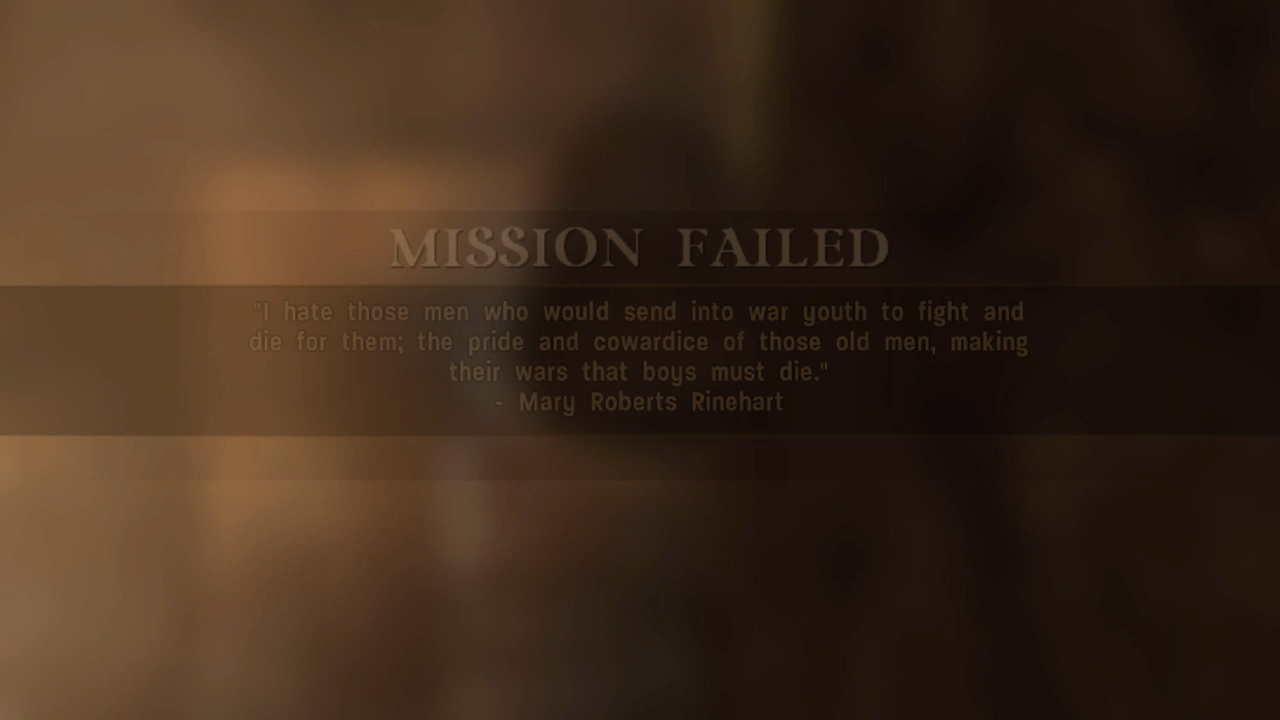 MISSION FAILED
"I hate those men who would send into war youth to fight and
die for them; the pride and cowardice of those old men, making
their wars that boys must die."
- Mary Roberts Rinehart